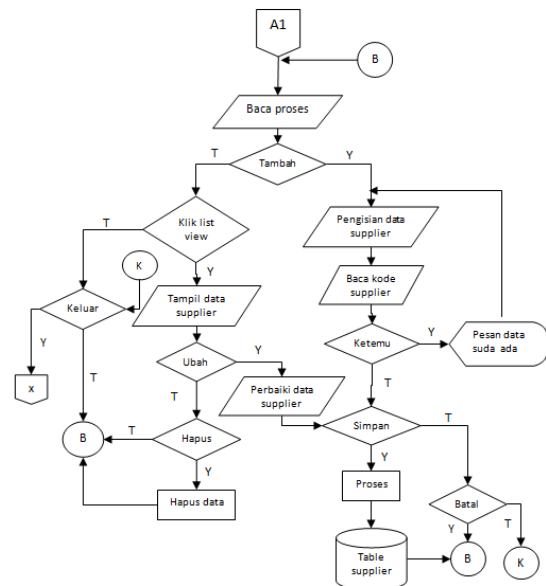 A1
B
Baca proses
T
Tambah
Y
T
Klik list
view
Pengisian data
supplier
K
Y
Baca kode
supplier
Tampil data
supplier
Keluar
Y
Ketemu
Y
Pesan data
suda ada
Ubah
Y
x
T
T
Perbaiki data
supplier
T
B
T
Hapus
Simpan
T
Y
Y
Hapus data
Proses
Batal
Y
T
Table
supplier
B
K